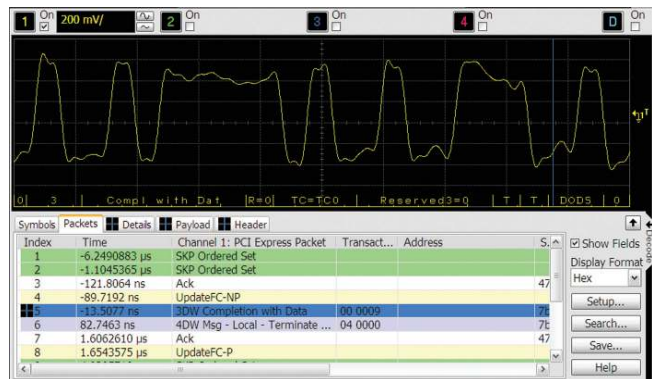 1 On 200 mV/ 2 On 3 On 4 On D On
T
0 3 Compl with Dat R=0 TC=TC0 Reserved3=0 T T DODS 0
Symbols Packets Details Payload Header
Decode
Index Time Channel 1: PCI Express Packet Transact... Address S.
1 -6.2490883 µs SKP Ordered Set
2 -1.1045365 µs SKP Ordered Set
3 -121.8064 ns Ack 47
4 -89.7192 ns UpdateFC-NP
5 -13.5077 ns 3DW Completion with Data 00 0009 7b
6 82.7463 ns 4DW Msg - Local - Terminate ... 04 0000 7b
7 1.6062610 µs Ack 47
8 1.6543575 µs UpdateFC-P
Show Fields
Display Format
Hex
Setup...
Search...
Save...
Help